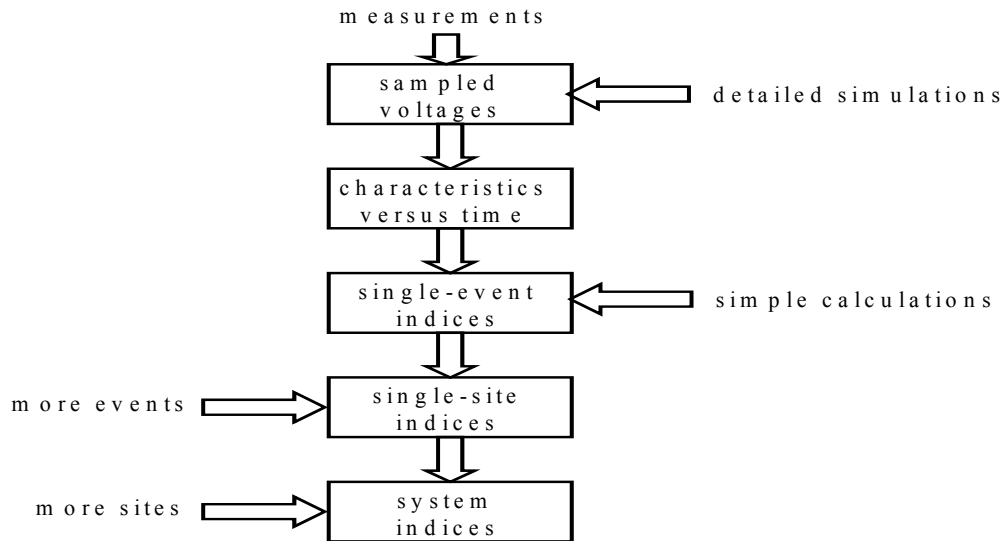 measurements
sampled
voltages
detailed simulations
characteristics
versus time
single-event
indices
simple calculations
more events
single-site
indices
more sites
system
indices